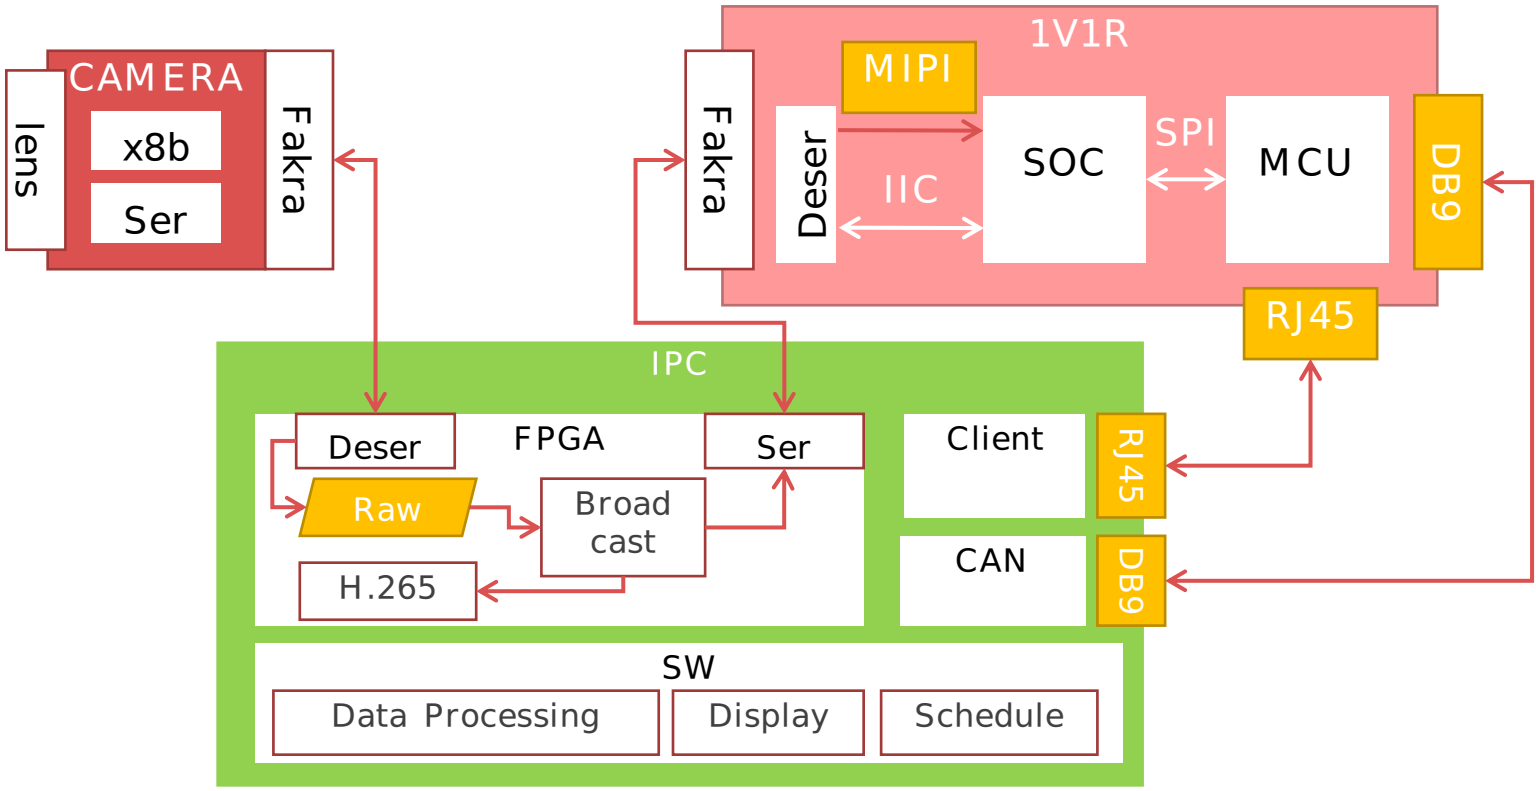 CAMERA
lens
x8b
Ser
Fakra
1V1R
Fakra
MIPI
Deser
IIC
SOC
SPI
MCU
DB9
RJ45
IPC
Deser
FPGA
Ser
Raw
Broad
cast
H.265
Client
RJ45
CAN
DB9
SW
Data Processing
Display
Schedule